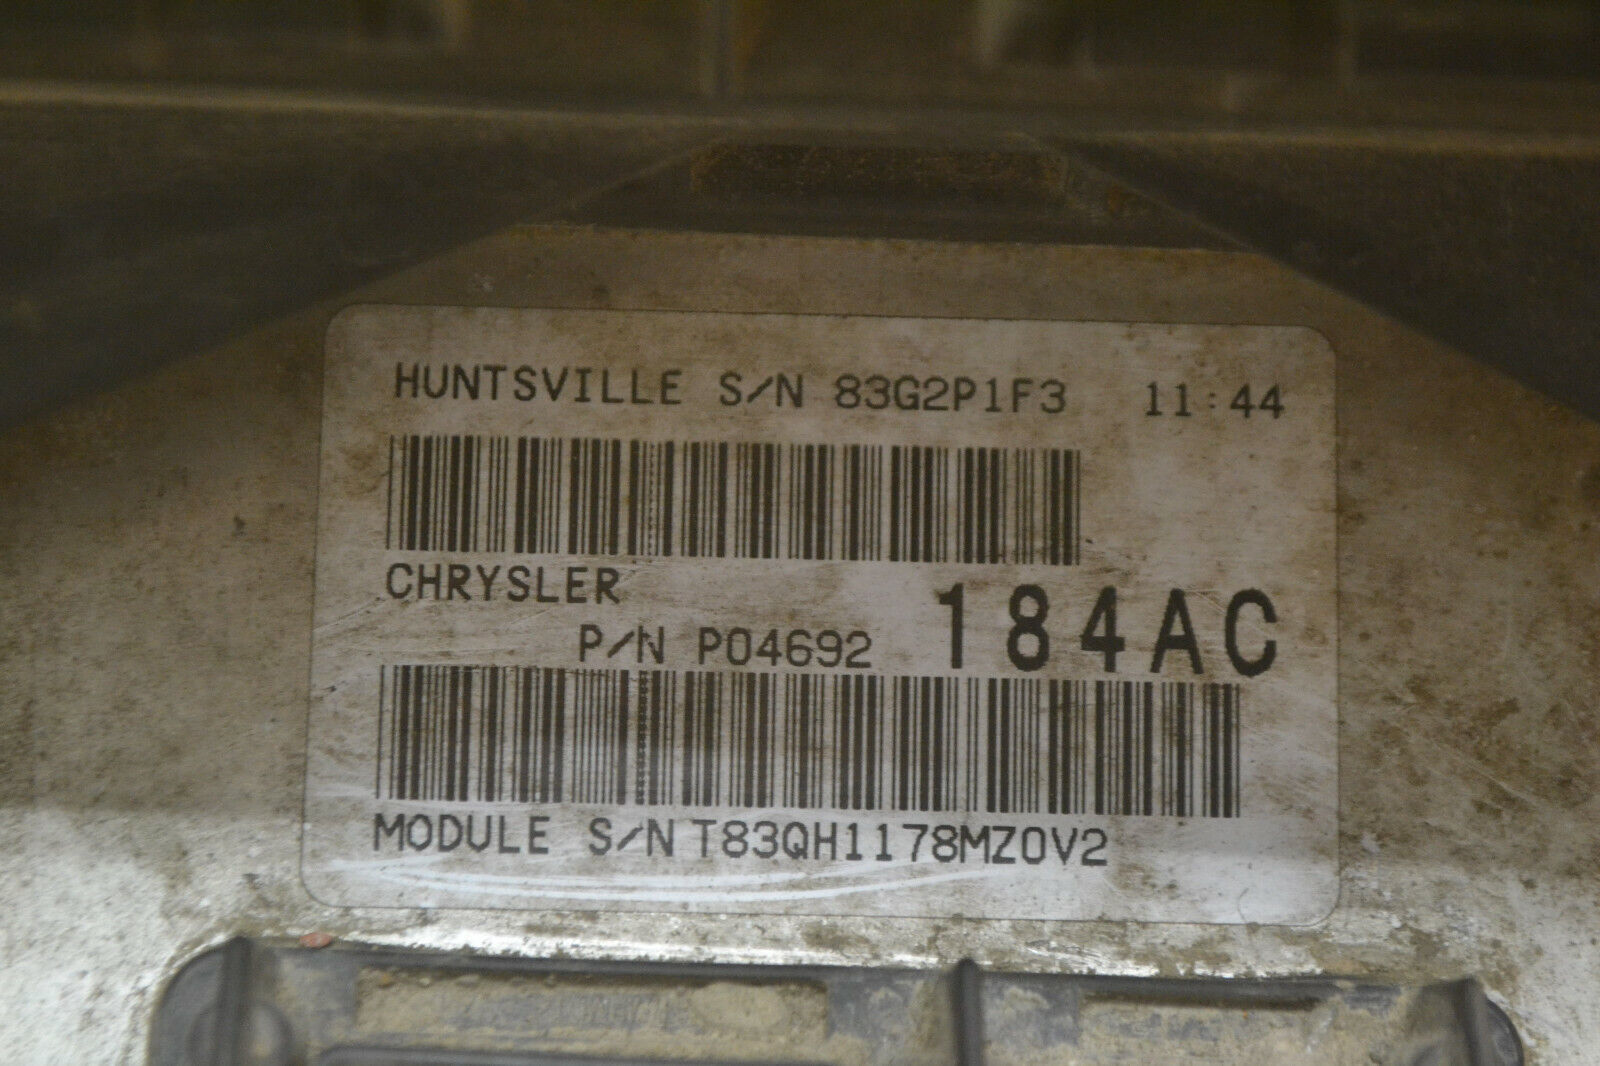 HUNTSVILLE S/N 83G2P1F3 11:44
CHRYSLER
P/N P04692 184AC
MODULE S/N T83QH1178MZ0V2